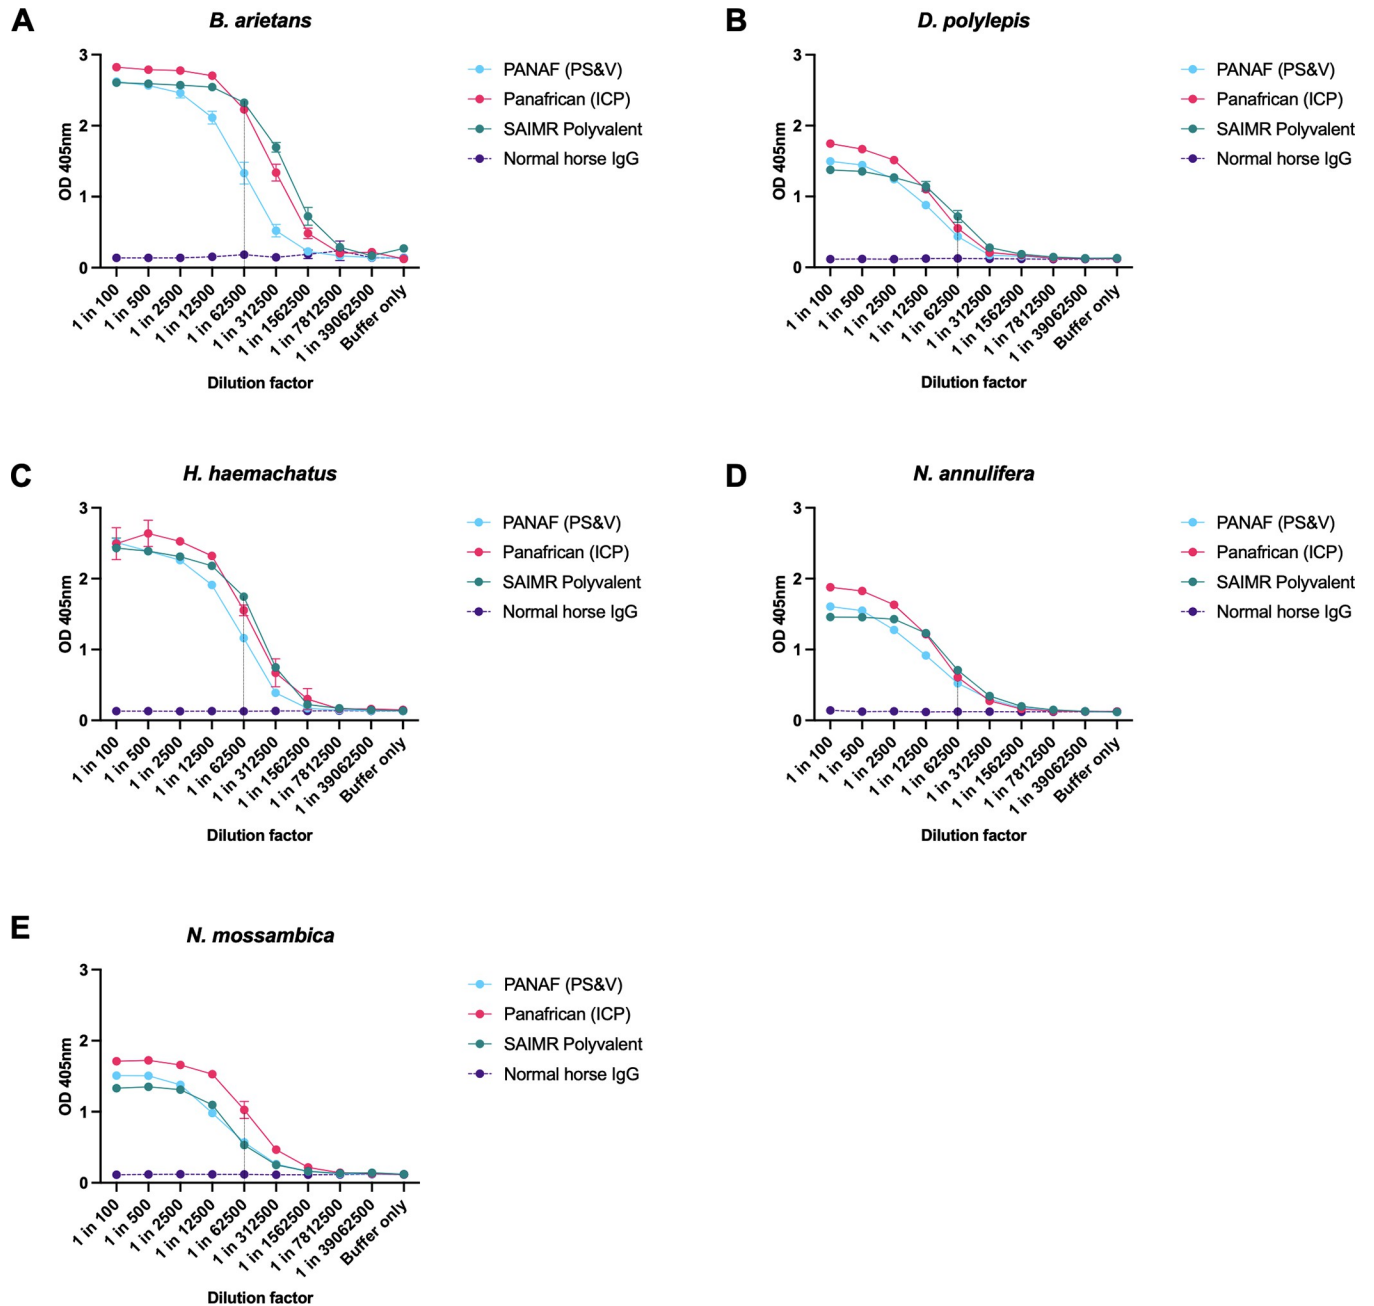 A
B. arietans
3
2
1
0
OD 405nm
1 in 100
1 in 500
1 in 2500
1 in 12500
1 in 62500
1 in 312500
1 in 1562500
1 in 7812500
1 in 39062500
Buffer only
Dilution factor
PANAF (PS&V)
Panafrican (ICP)
SAIMR Polyvalent
Normal horse IgG
B
D. polylepis
3
2
1
0
OD 405nm
1 in 100
1 in 500
1 in 2500
1 in 12500
1 in 62500
1 in 312500
1 in 1562500
1 in 7812500
1 in 39062500
Buffer only
Dilution factor
PANAF (PS&V)
Panafrican (ICP)
SAIMR Polyvalent
Normal horse IgG
C
H. haemachatus
3
2
1
0
OD 405nm
1 in 100
1 in 500
1 in 2500
1 in 12500
1 in 62500
1 in 312500
1 in 1562500
1 in 7812500
1 in 39062500
Buffer only
Dilution factor
PANAF (PS&V)
Panafrican (ICP)
SAIMR Polyvalent
Normal horse IgG
D
N. annulifera
3
2
1
0
OD 405nm
1 in 100
1 in 500
1 in 2500
1 in 12500
1 in 62500
1 in 312500
1 in 1562500
1 in 7812500
1 in 39062500
Buffer only
Dilution factor
PANAF (PS&V)
Panafrican (ICP)
SAIMR Polyvalent
Normal horse IgG
E
N. mossambica
3
2
1
0
OD 405nm
1 in 100
1 in 500
1 in 2500
1 in 12500
1 in 62500
1 in 312500
1 in 1562500
1 in 7812500
1 in 39062500
Buffer only
Dilution factor
PANAF (PS&V)
Panafrican (ICP)
SAIMR Polyvalent
Normal horse IgG